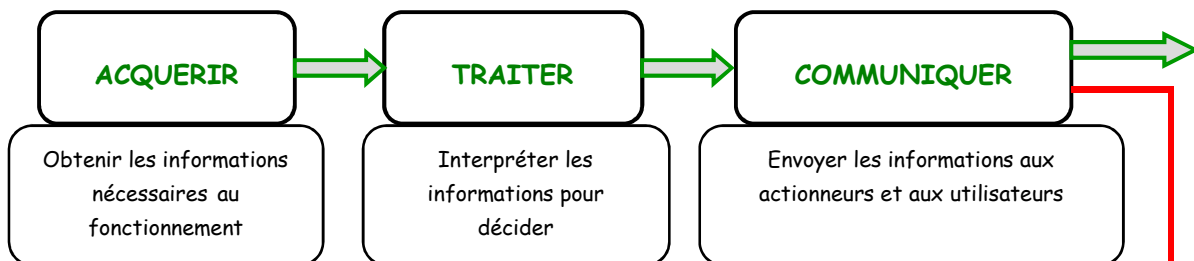 ACQUERIR
TRAITER
COMMUNIQUER
Obtenir les informations
nécessaires au
fonctionnement
Interpréter les
informations pour
décider
Envoyer les informations aux
actionneurs et aux utilisateurs